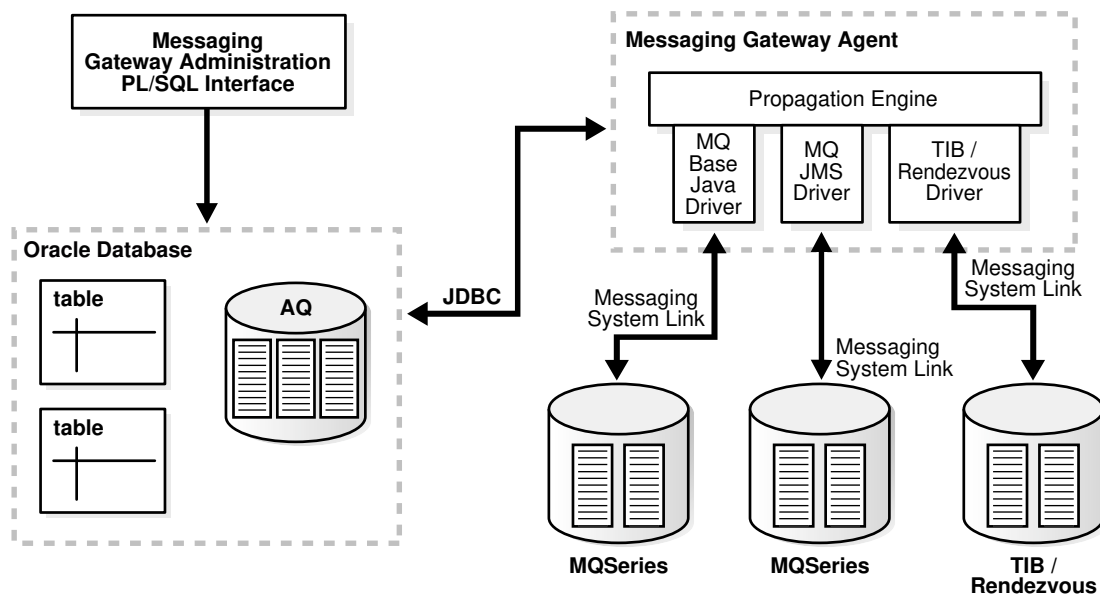 Messaging
Gateway Administration
PL/SQL Interface
Messaging Gateway Agent
Propagation Engine
MQ
Base
Java
Driver
MQ
JMS
Driver
TIB /
Rendezvous
Driver
Oracle Database
table
table
AQ
JDBC
Messaging
System Link
Messaging
System Link
Messaging
System Link
MQSeries
MQSeries
TIB /
Rendezvous